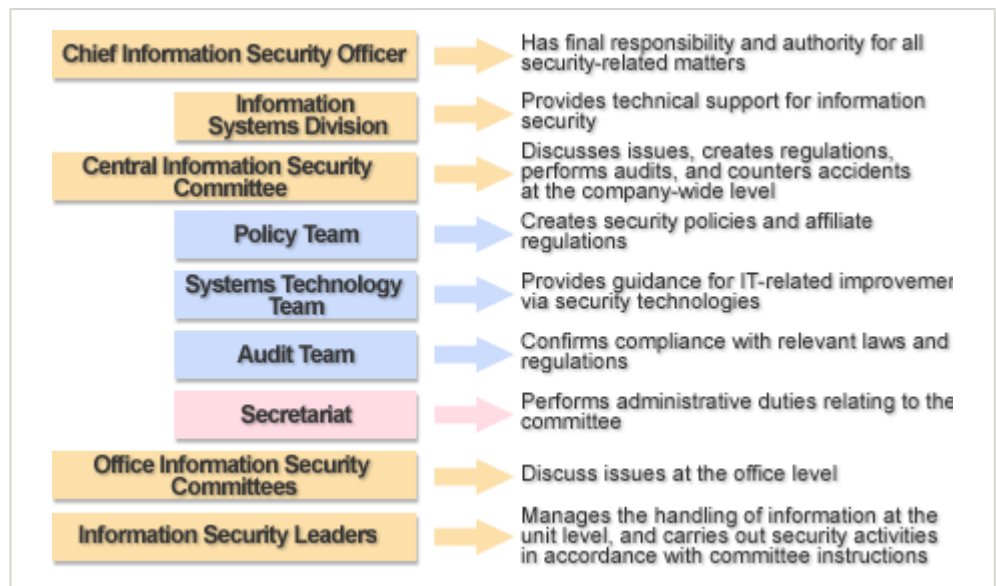 Chief Information Security Officer
Has final responsibility and authority for all
security-related matters
Information
Systems Division
Provides technical support for information
security
Central Information Security
Committee
Discusses issues, creates regulations,
performs audits, and counters accidents
at the company-wide level
Policy Team
Creates security policies and affiliate
regulations
Systems Technology
Team
Provides guidance for IT-related improvemen
via security technologies
Audit Team
Confirms compliance with relevant laws and
regulations
Secretariat
Performs administrative duties relating to the
committee
Office Information Security
Committees
Discuss issues at the office level
Information Security Leaders
Manages the handling of information at the
unit level, and carries out security activities
in accordance with committee instructions